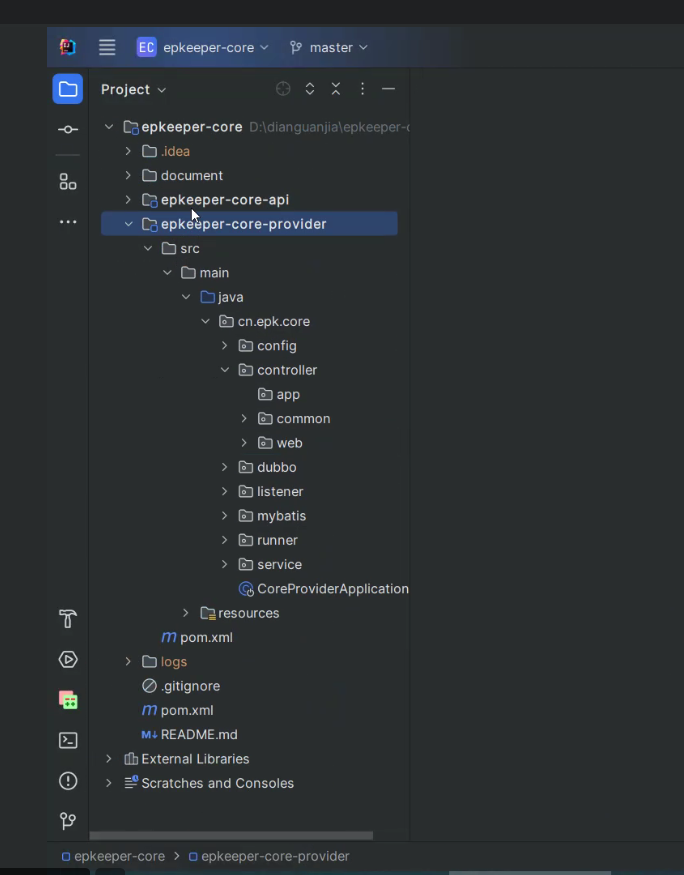 EC epkeeper-core master
Project
epkeeper-core D:\dianguanjia\epkeeper-c
.idea
document
epkeeper-core-api
epkeeper-core-provider
src
main
java
cn.epk.core
config
controller
app
common
web
dubbo
listener
mybatis
runner
service
CoreProviderApplication
resources
m pom.xml
logs
.gitignore
m pom.xml
M↓ README.md
External Libraries
Scratches and Consoles
epkeeper-core > epkeeper-core-provider